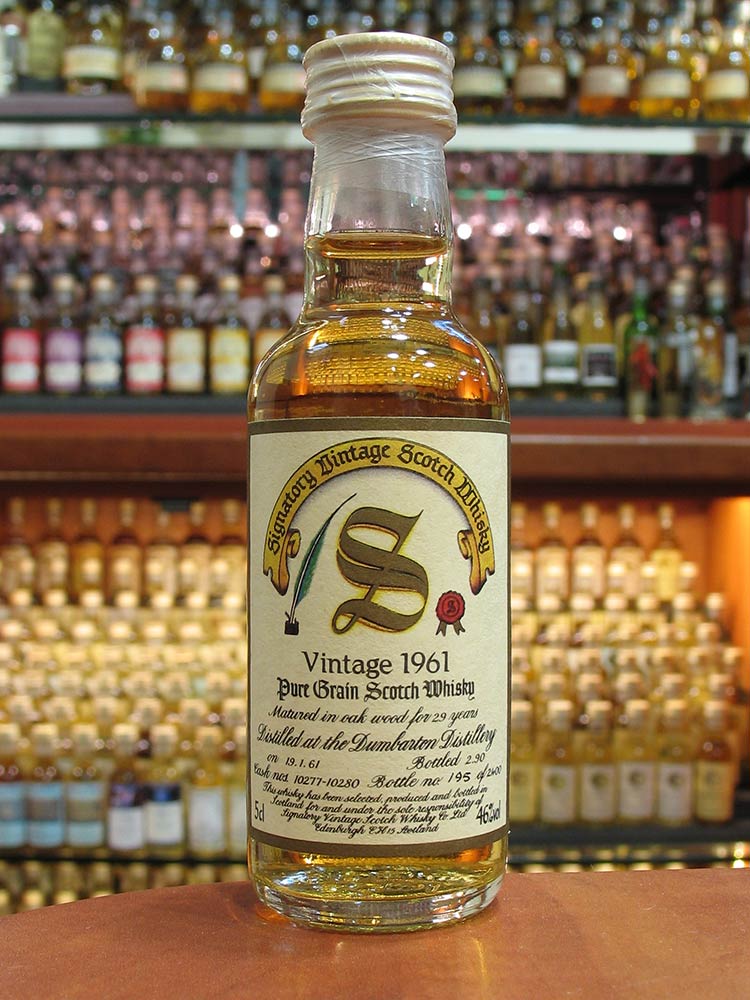 Signatory Vintage Scotch Whisky
S
S
Vintage 1961
Pure Grain Scotch Whisky
Matured in oak wood for 29 years
Distilled at the Dumbarton Distillery
on 19.1.61 Bottled 2.90
Cask nos. 10277-10280 Bottle no: 195 of 2400
This whisky has been selected, produced and bottled in
Scotland for and under the sole responsibility of
5cl Signatory Vintage Scotch Whisky Co Ltd 46%vol
Edinburgh EH 15 Scotland